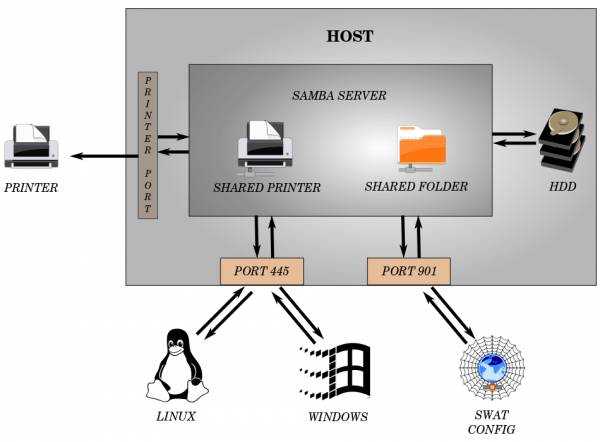 HOST
PRINTER PORT
SAMBA SERVER
PRINTER
SHARED PRINTER
SHARED FOLDER
HDD
PORT 445
PORT 901
LINUX
WINDOWS
SWAT
CONFIG